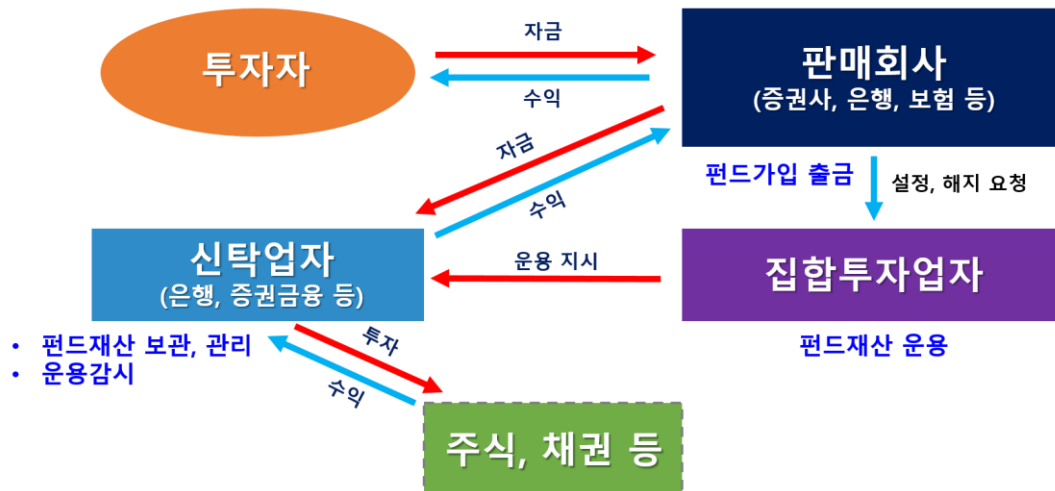 투자자
자금
수익
판매회사
(증권사, 은행, 보험 등)
자금
수익
펀드가입 출금
설정, 해지 요청
신탁업자
(은행, 증권금융 등)
운용 지시
집합투자업자
• 펀드재산 보관, 관리
• 운용감시
투자
수익
펀드재산 운용
주식, 채권 등